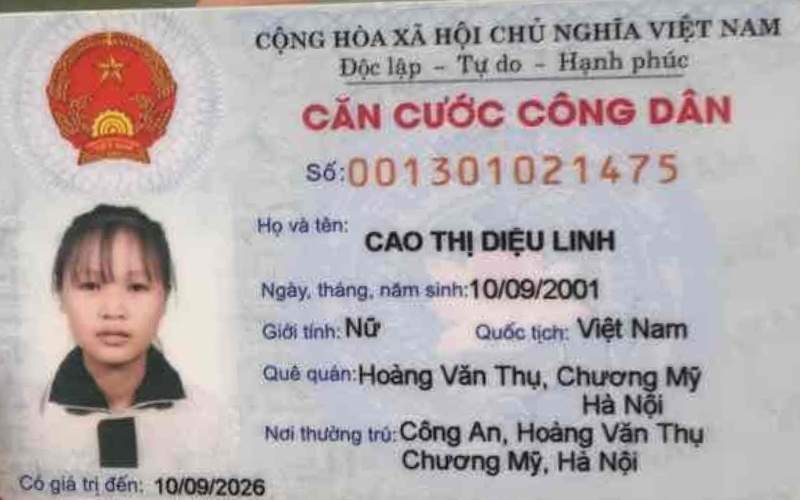 CỘNG HÒA XÃ HỘI CHỦ NGHĨA VIỆT NAM
Độc lập – Tự do – Hạnh phúc
CĂN CƯỚC CÔNG DÂN
Số: 001301021475
Họ và tên: CAO THỊ DIỆU LINH
Ngày, tháng, năm sinh: 10/09/2001
Giới tính: Nữ Quốc tịch: Việt Nam
Quê quán: Hoàng Văn Thụ, Chương Mỹ
Hà Nội
Nơi thường trú: Công An, Hoàng Văn Thụ
Chương Mỹ, Hà Nội
Có giá trị đến: 10/09/2026